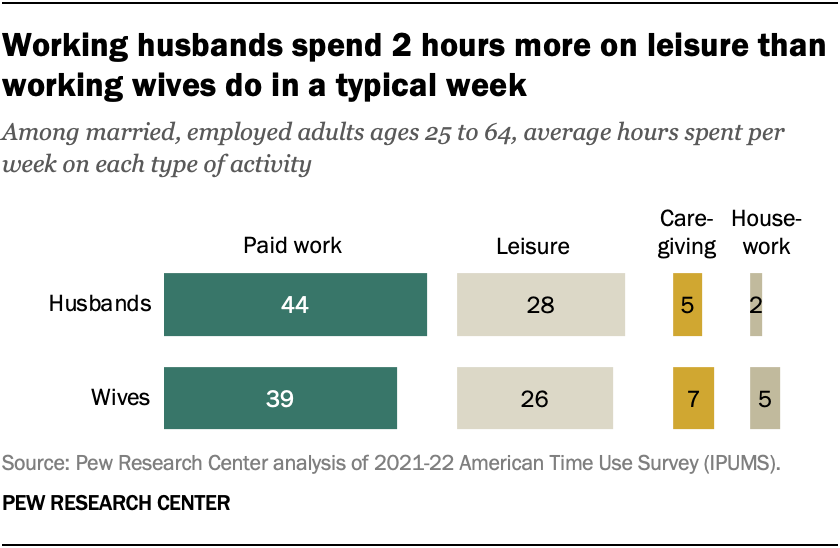 Working husbands spend 2 hours more on leisure than
working wives do in a typical week
Among married, employed adults ages 25 to 64, average hours spent per
week on each type of activity
Paid work Leisure Care-
giving House-
work
Husbands 44 28 5 2
Wives 39 26 7 5
Source: Pew Research Center analysis of 2021-22 American Time Use Survey (IPUMS).
PEW RESEARCH CENTER